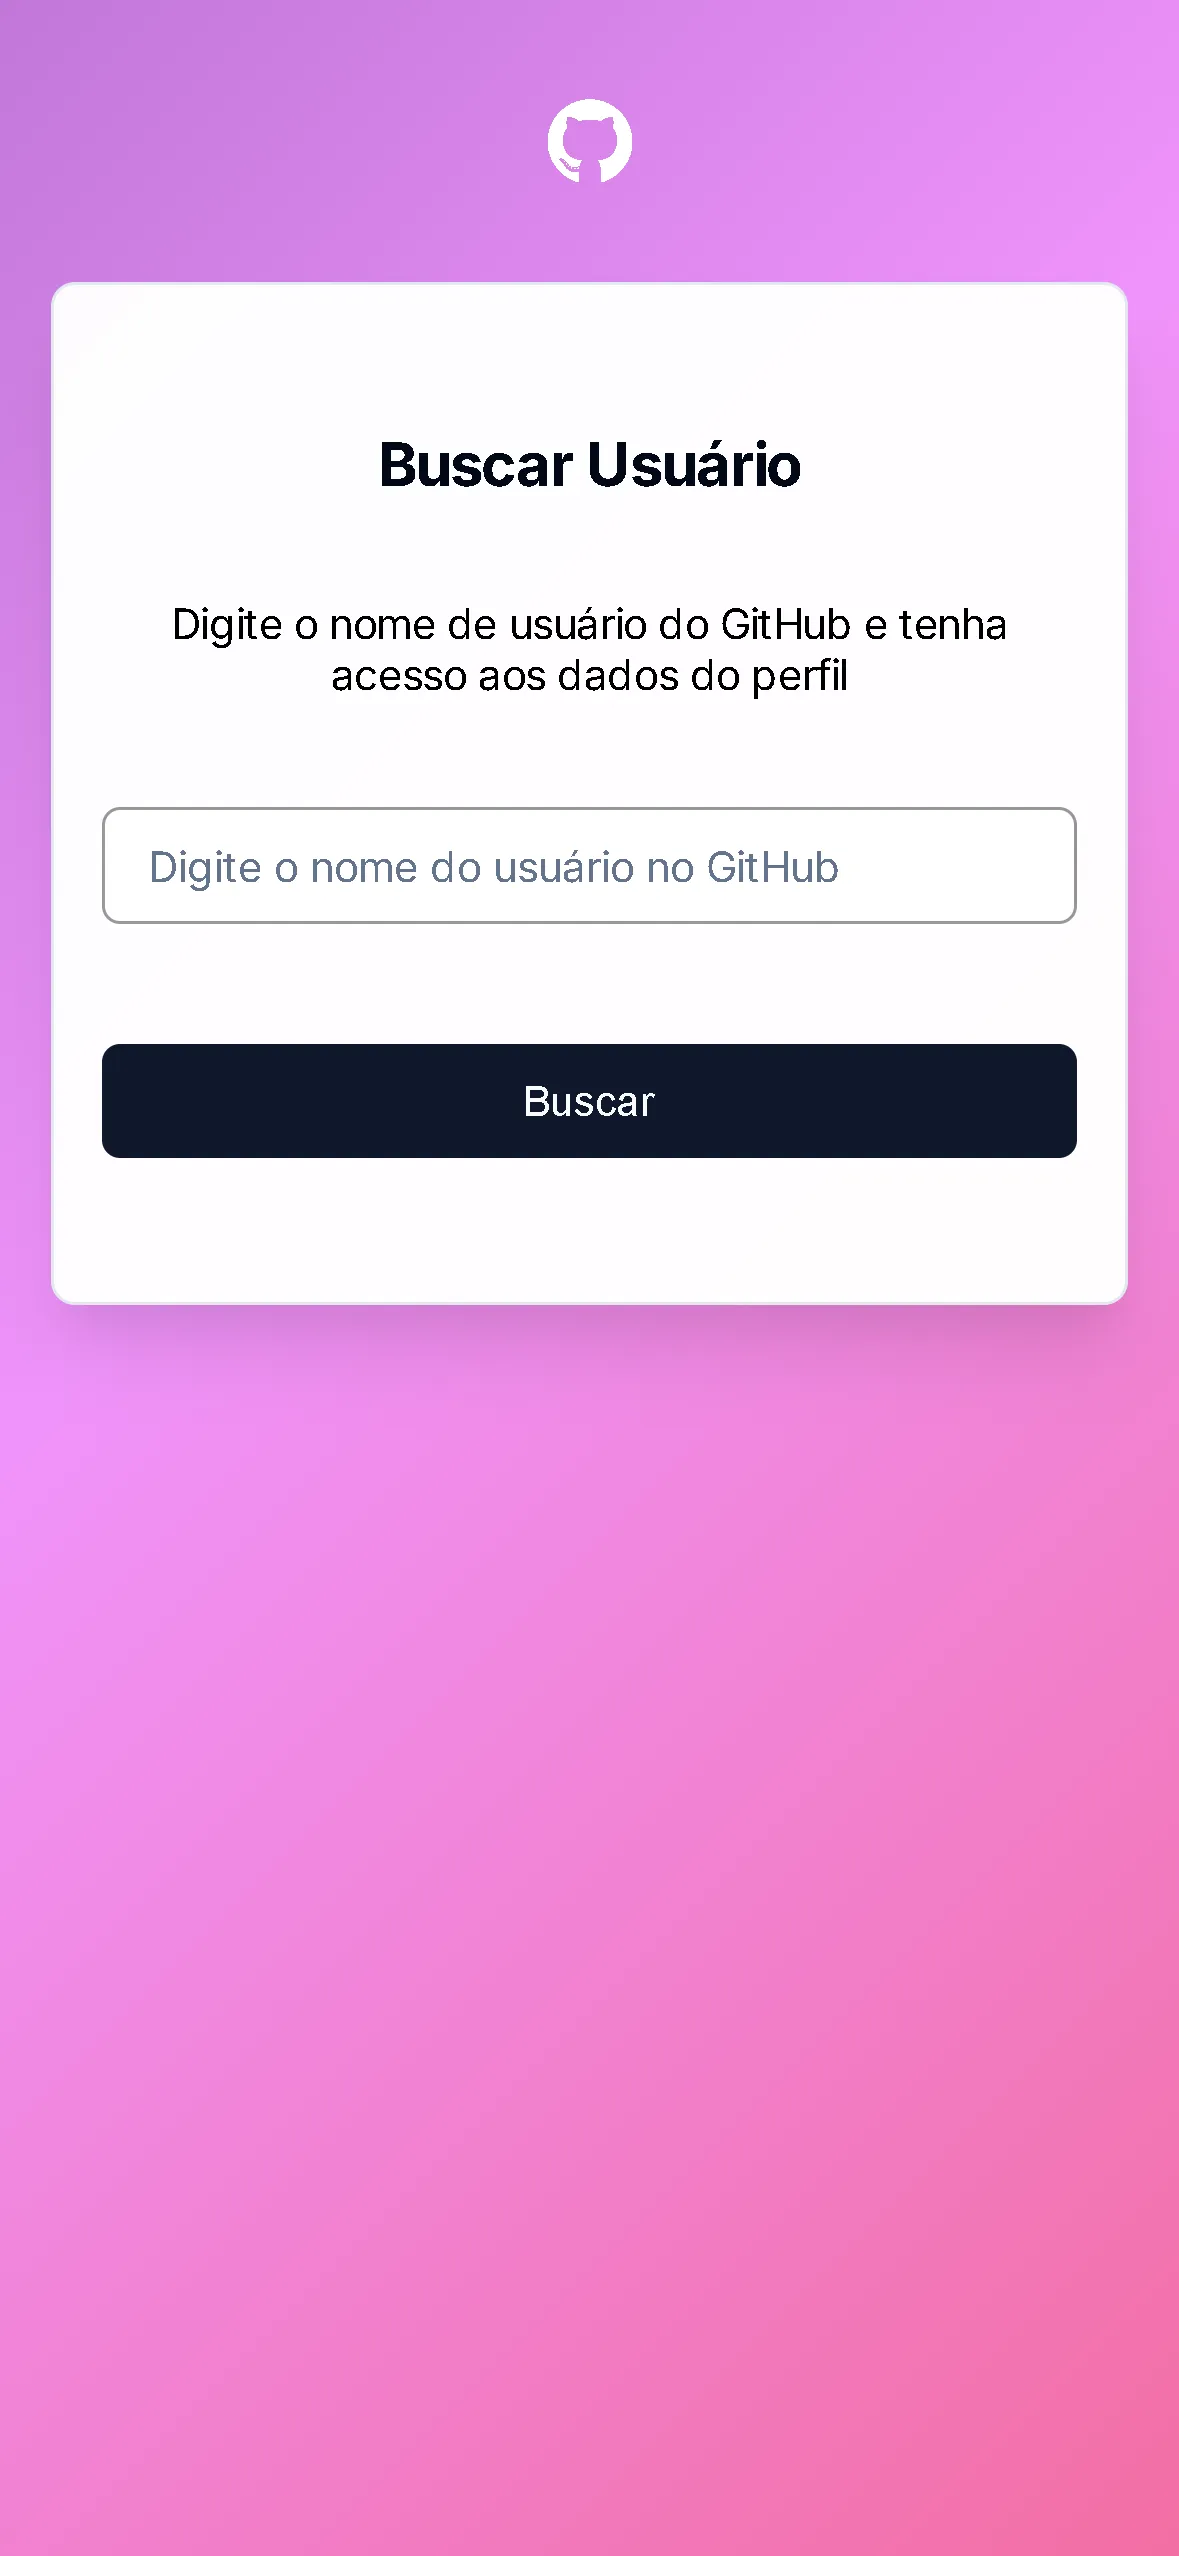 Buscar Usuário
Digite o nome de usuário do GitHub e tenha
acesso aos dados do perfil
Digite o nome do usuário no GitHub
Buscar